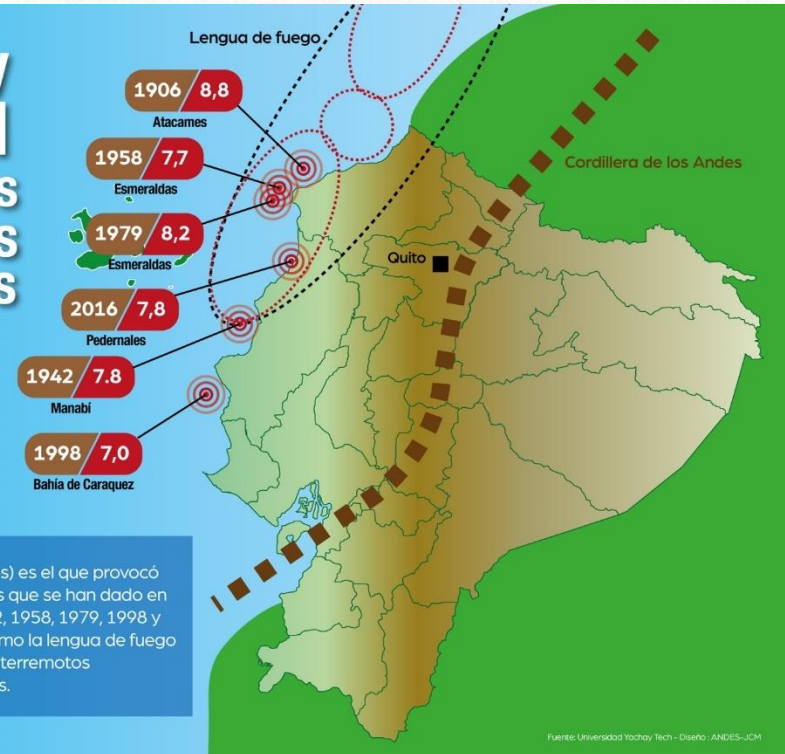 Lengua de fuego
1906 / 8,8
Atacames
1958 / 7,7
Esmeraldas
1979 / 8,2
Esmeraldas
2016 / 7,8
Pedernales
1942 / 7.8
Manabí
1998 / 7,0
Bahía de Caraquez
Cordillera de los Andes
Quito
es el que provocó
que se han dado en
1958, 1979, 1998 y
la lengua de fuego
terremotos
Fuente: Universidad Yachay Tech - Diseño : ANDES-JCM